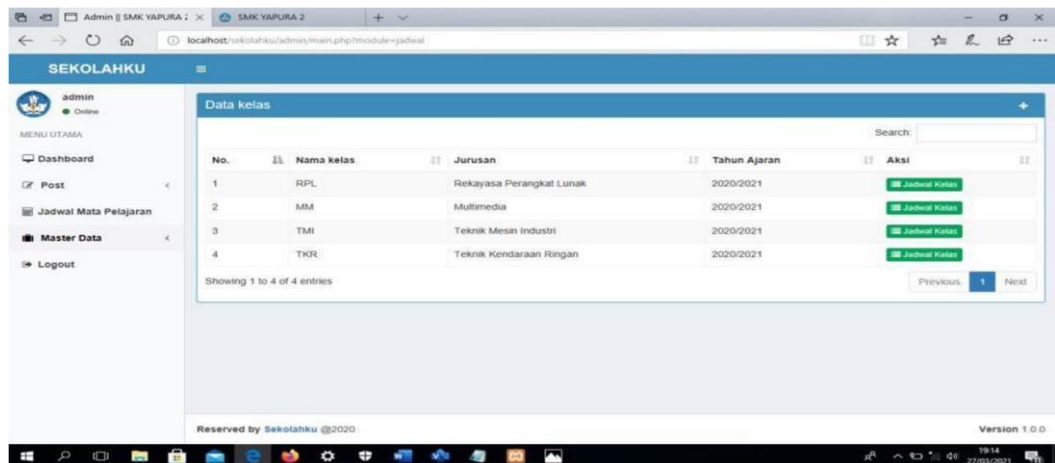 Admin || SMK YAPURA 2
SMK YAPURA 2
localhost/sekolahku/admin/main.php?module=jadwal
SEKOLAHKU
admin
Online
MENU UTAMA
Dashboard
Post
Jadwal Mata Pelajaran
Master Data
Logout
Data kelas
Search:
No. Nama kelas Jurusan Tahun Ajaran Aksi
1 RPL Rekayasa Perangkat Lunak 2020/2021 Jadwal Kelas
2 MM Multimedia 2020/2021 Jadwal Kelas
3 TMI Teknik Mesin Industri 2020/2021 Jadwal Kelas
4 TKR Teknik Kendaraan Ringan 2020/2021 Jadwal Kelas
Showing 1 to 4 of 4 entries
Previous 1 Next
Reserved by Sekolahku @2020
Version 1.0.0
19:14
27/03/2021